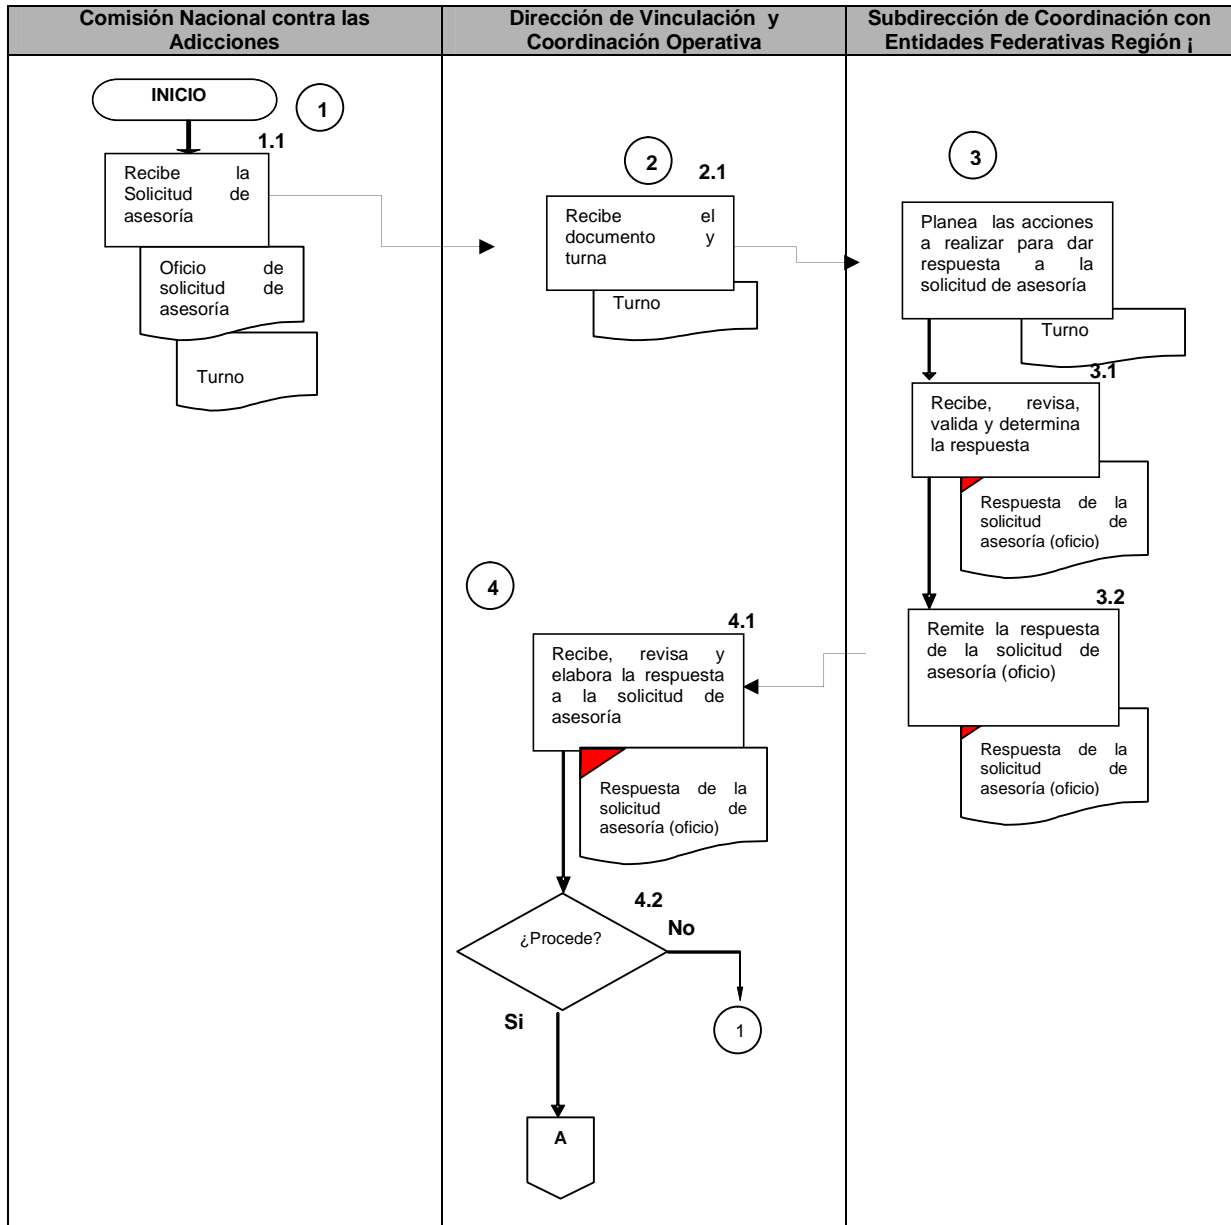 Comisión Nacional contra las
Adicciones
Dirección de Vinculación y
Coordinación Operativa
Subdirección de Coordinación con
Entidades Federativas Región ¡
INICIO
1
1.1
Recibe la
Solicitud de
asesoría
Oficio de
solicitud de
asesoría
Turno
2
2.1
Recibe el
documento y
turna
Turno
3
Planea las acciones
a realizar para dar
respuesta a la
solicitud de asesoría
Turno
3.1
Recibe, revisa,
valida y determina
la respuesta
Respuesta de la
solicitud de
asesoría (oficio)
3.2
Remite la respuesta
de la solicitud de
asesoría (oficio)
Respuesta de la
solicitud de
asesoría (oficio)
4
4.1
Recibe, revisa y
elabora la respuesta
a la solicitud de
asesoría
Respuesta de la
solicitud de
asesoría (oficio)
4.2
¿Procede?
No
1
Si
A